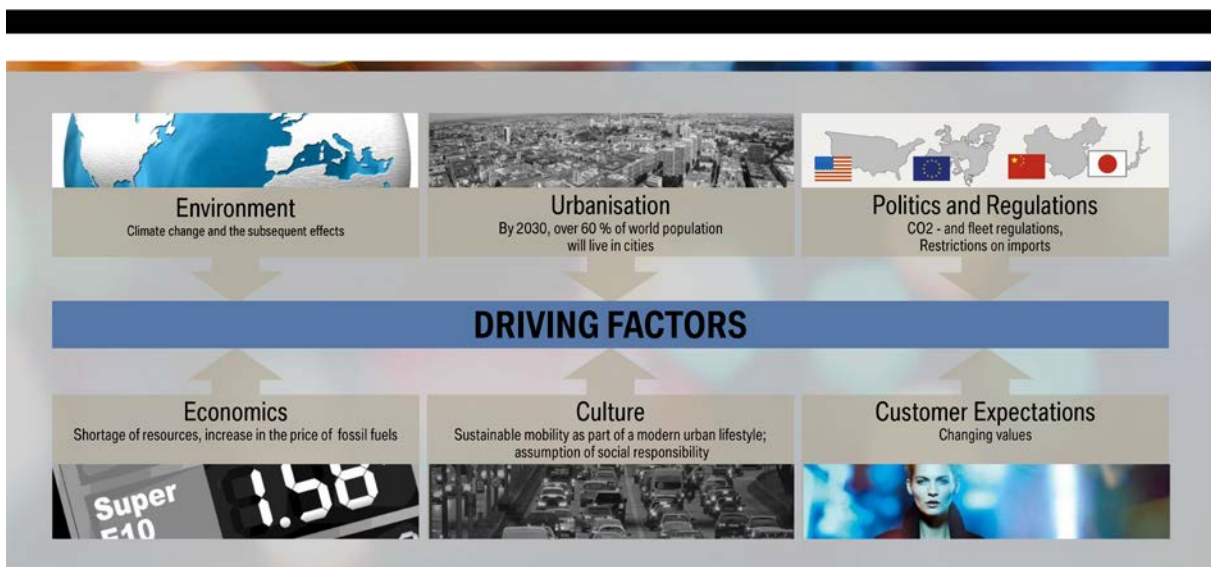 Environment
Climate change and the subsequent effects
Urbanisation
By 2030, over 60 % of world population
will live in cities
Politics and Regulations
CO2 - and fleet regulations,
Restrictions on imports
DRIVING FACTORS
Economics
Shortage of resources, increase in the price of fossil fuels
Super
E10
1.58
Culture
Sustainable mobility as part of a modern urban lifestyle;
assumption of social responsibility
Customer Expectations
Changing values